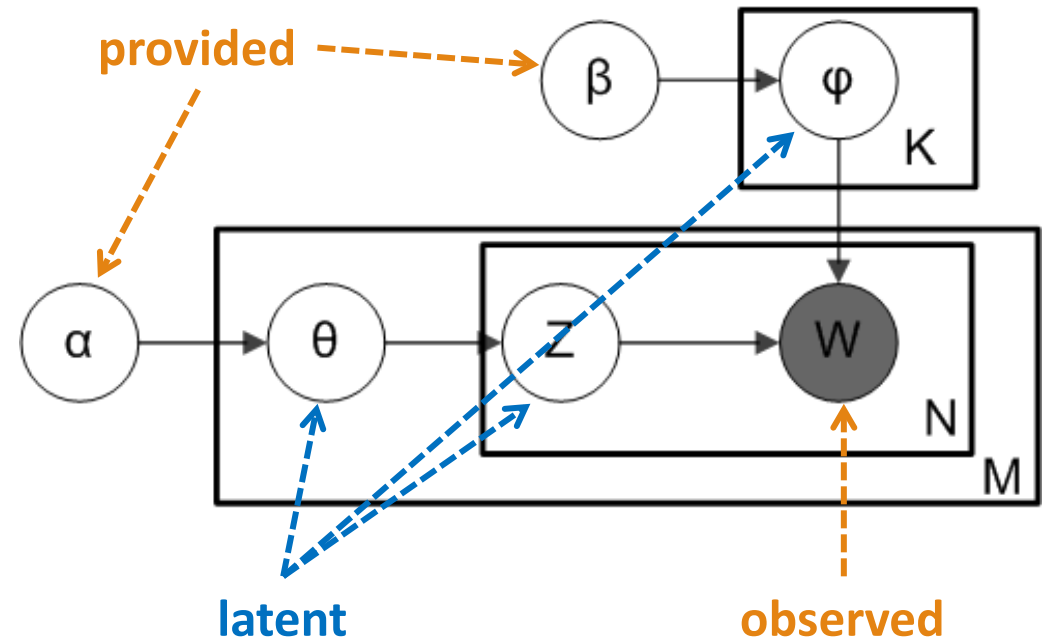 provided
β
φ
K
α
θ
Z
W
N
M
latent
observed